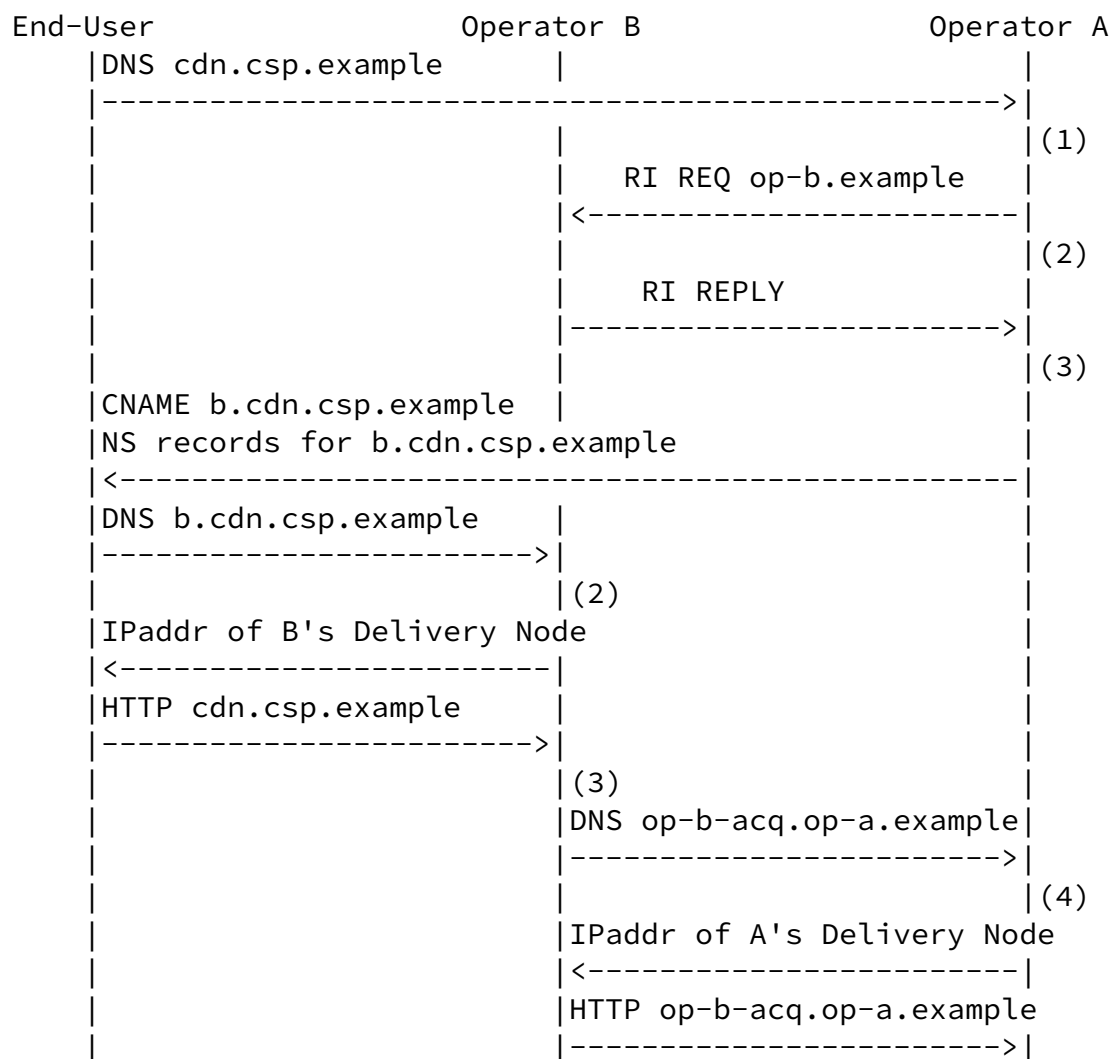 End-User Operator B Operator A
|DNS cdn.csp.example | |
|-------------------------------------------------->|
| | |(1)
| | RI REQ op-b.example |
| |<------------------------|
| | |(2)
| | RI REPLY |
| |------------------------>|
| | |(3)
|CNAME b.cdn.csp.example | |
|NS records for b.cdn.csp.example |
|<--------------------------------------------------|
|DNS b.cdn.csp.example | |
|------------------------>| |
| |(2) |
|IPaddr of B's Delivery Node |
|<------------------------| |
|HTTP cdn.csp.example | |
|------------------------>| |
| |(3) |
| |DNS op-b-acq.op-a.example|
| |------------------------>|
| | |(4)
| |IPaddr of A's Delivery Node
| |<------------------------|
| |HTTP op-b-acq.op-a.example
| |------------------------>|